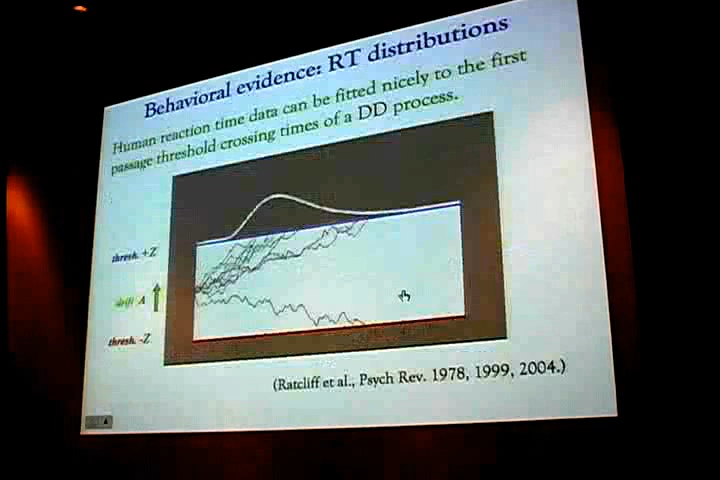 Behavioral evidence: RT distributions
Human reaction time data can be fitted nicely to the first
passage threshold crossing times of a DD process.
thresh. +Z
drift A
thresh. -Z
(Ratcliff et al., Psych Rev. 1978, 1999, 2004.)